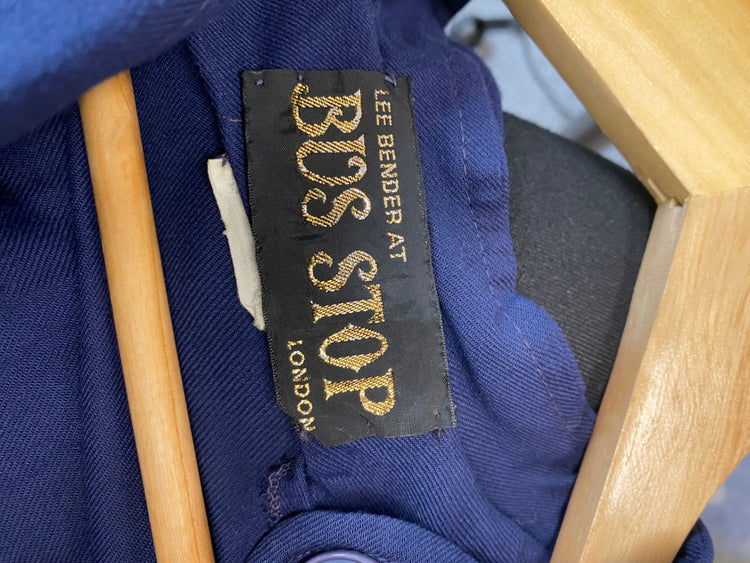 LEE BENDER AT
BUS STOP
LONDON